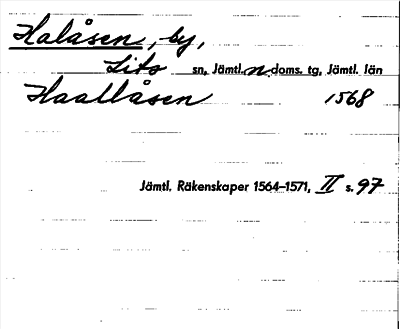 Halåsen, by,
Lits sn, Jämtl. n. doms. tg, Jämtl. län
Haallåsen 1568
Jämtl. Räkenskaper 1564–1571, II s. 97